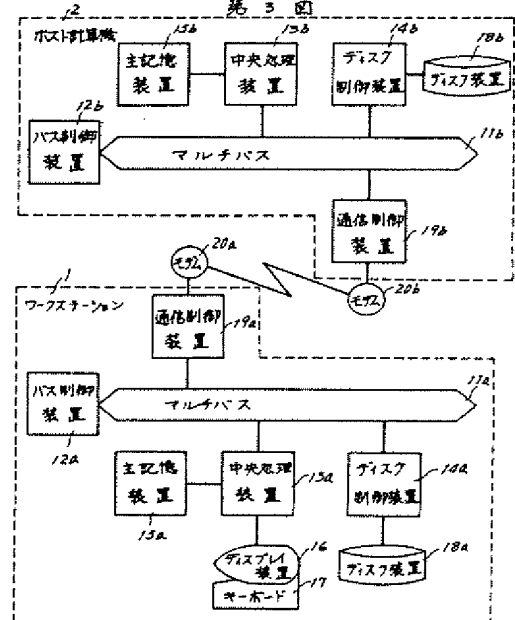 第3図
2
ホスト計算機
15b
13b
14b
18b
主記憶
装置
中央処理
装置
ディスク
制御装置
ディスク装置
12b
バス制御
装置
マルチバス
11b
通信制御
装置
19b
20a
モデム
モデム
20b
1
ワークステーション
通信制御
装置
19a
バス制御
装置
12a
マルチバス
11a
主記憶
装置
15a
中央処理
装置
13a
ディスク
制御装置
14a
ディスプレイ
装置
16
キーボード
17
ディスク装置
18a